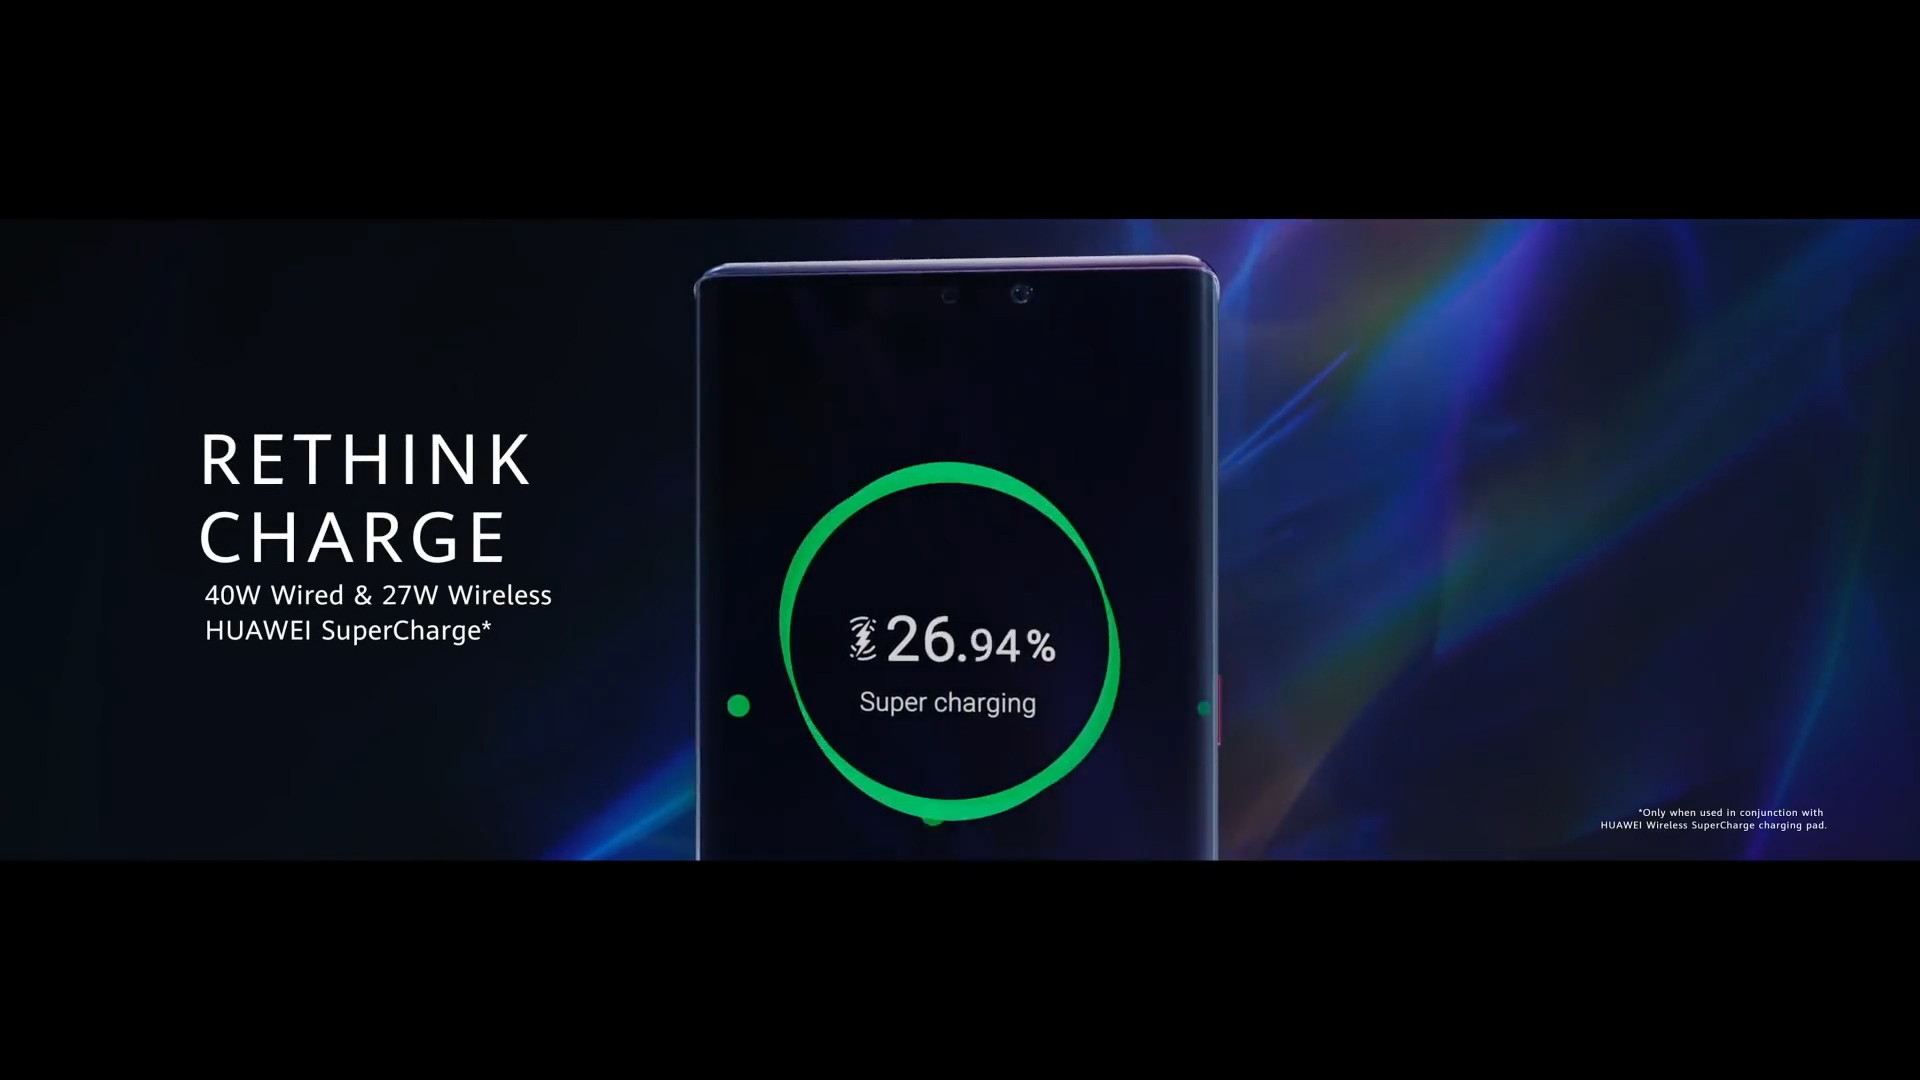 RETHINK
CHARGE
40W Wired & 27W Wireless
HUAWEI SuperCharge*
26.94%
Super charging
*Only when used in conjunction with
HUAWEI Wireless SuperCharge charging pad.